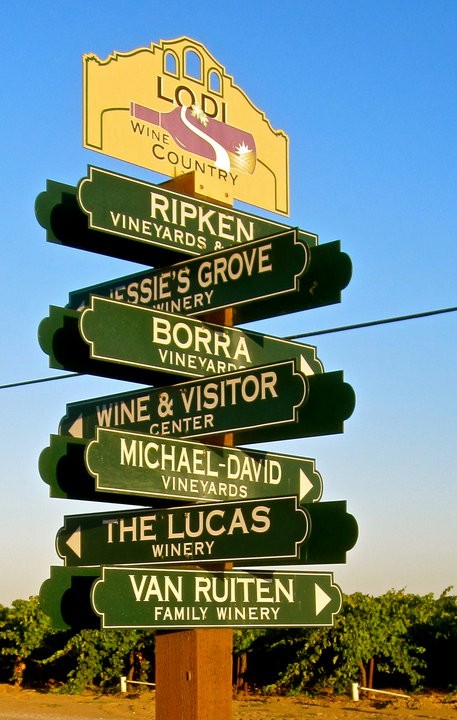 LODI
WINE
COUNTRY
RIPKEN
VINEYARDS &
JESSIE'S GROVE
WINERY
BORRA
VINEYARDS
WINE & VISITOR
CENTER
MICHAEL-DAVID
VINEYARDS
THE LUCAS
WINERY
VAN RUITEN
FAMILY WINERY